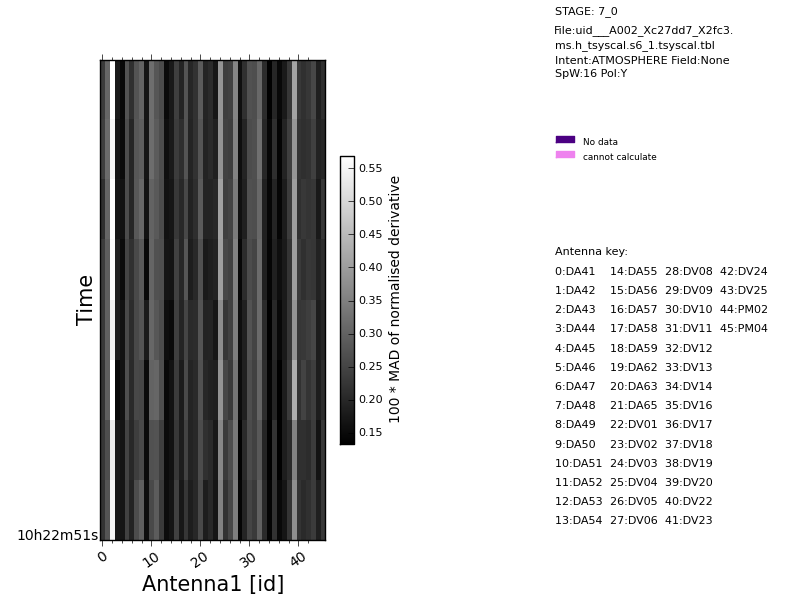 STAGE: 7_0
File:uid___A002_Xc27dd7_X2fc3.
ms.h_tsyscal.s6_1.tsyscal.tbl
Intent:ATMOSPHERE Field:None
SpW:16 Pol:Y
No data
cannot calculate
0.55
0.50
0.45
0.40
0.35
0.30
0.25
0.20
0.15
100 * MAD of normalised derivative
Time
10h22m51s
0 10 20 30 40
Antenna1 [id]
Antenna key:
0:DA41 14:DA55 28:DV08 42:DV24
1:DA42 15:DA56 29:DV09 43:DV25
2:DA43 16:DA57 30:DV10 44:PM02
3:DA44 17:DA58 31:DV11 45:PM04
4:DA45 18:DA59 32:DV12
5:DA46 19:DA62 33:DV13
6:DA47 20:DA63 34:DV14
7:DA48 21:DA65 35:DV16
8:DA49 22:DV01 36:DV17
9:DA50 23:DV02 37:DV18
10:DA51 24:DV03 38:DV19
11:DA52 25:DV04 39:DV20
12:DA53 26:DV05 40:DV22
13:DA54 27:DV06 41:DV23